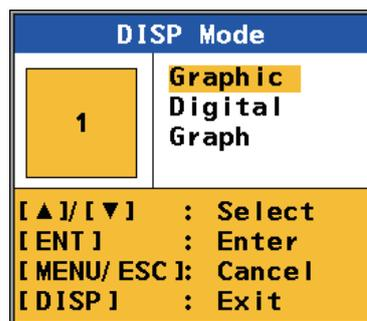 DISP Mode
1
Graphic
Digital
Graph
[▲]/[▼] : Select
[ENT] : Enter
[MENU/ESC]: Cancel
[DISP] : Exit